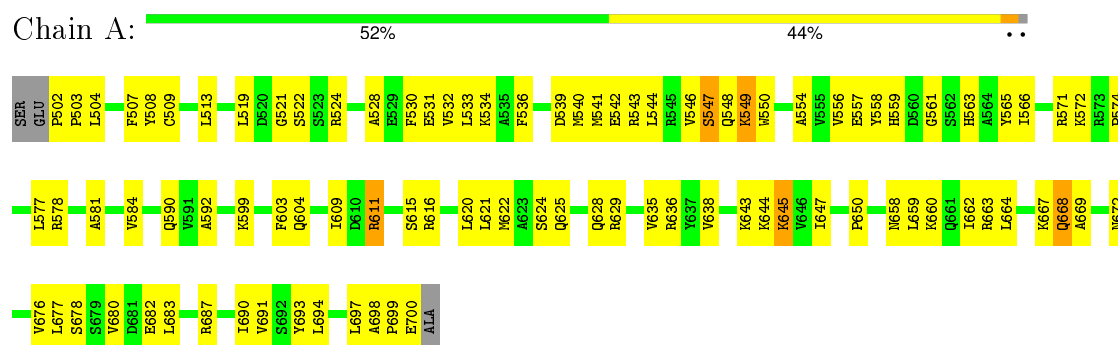 Chain A:
52% 44% • •
SER GLU P502 P503 L504 F507 Y508 C509 L513 L519 D520 G521 S522 S523 R524 A528 E529 F530 E531 V532 L533 K534 A535 F536 D539 M540 M541 E542 R543 L544 R545 V546 S547 Q548 K549 W550 A554 V555 V556 E557 Y558 H559 D560 G561 S562 H563 A564 Y565 I566 R571 K572 R573 P574
L577 R578 A581 V584 Q590 V591 A592 K599 F603 Q604 I609 D610 R611 S615 R616 L620 L621 M622 A623 S624 Q625 Q628 R629 V635 R636 Y637 V638 K643 K644 K645 V646 I647 P650 N658 L659 K660 Q661 I662 R663 L664 K667 Q668 A669 N672
V676 L677 S678 S679 V680 D681 E682 L683 R687 I690 V691 S692 Y693 L694 L697 A698 P699 E700 ALA